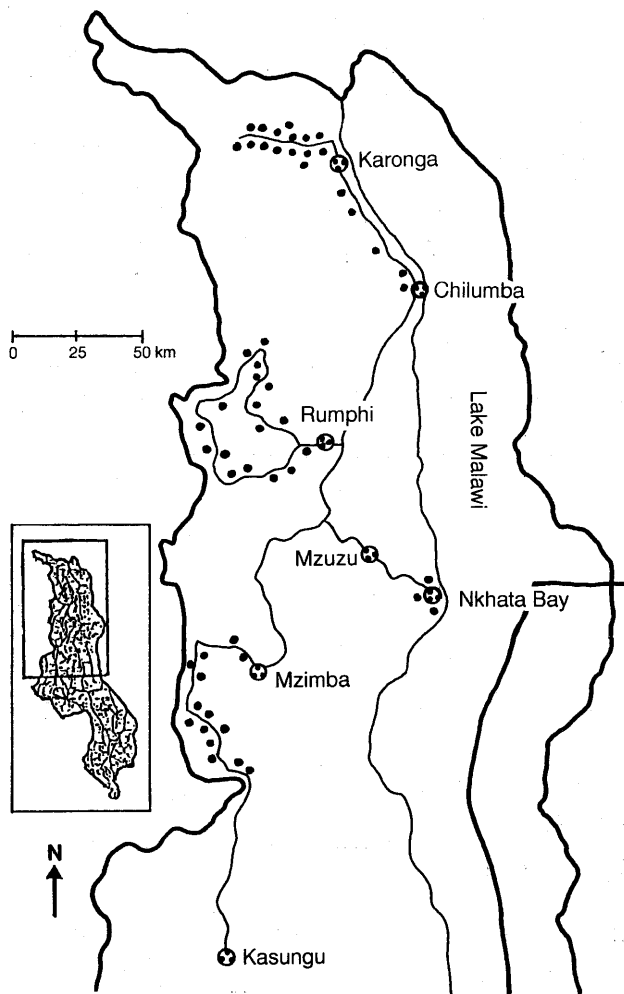 Karonga
Chilumba
0 25 50 km
Rumphi
Lake Malawi
Mzuzu
Nkhata Bay
Mzimba
N
Kasungu